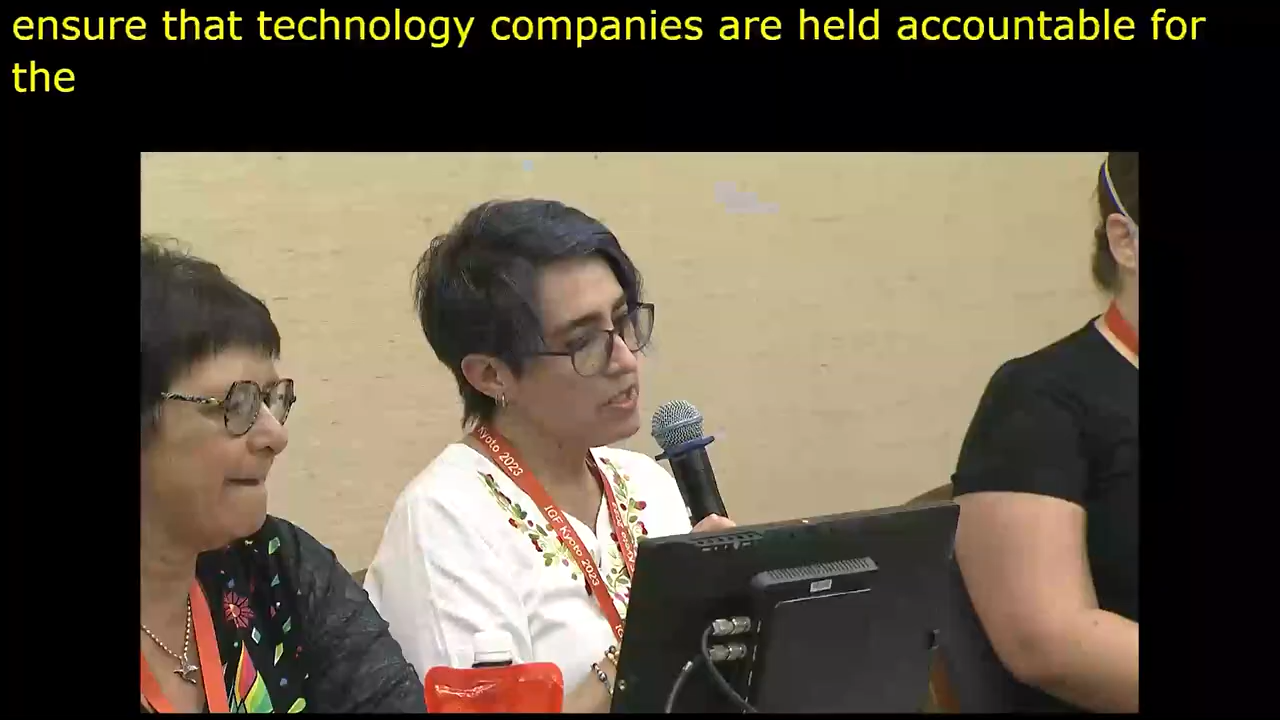 ensure that technology companies are held accountable for
the
Kyoto 2023
IGF Kyoto 2023